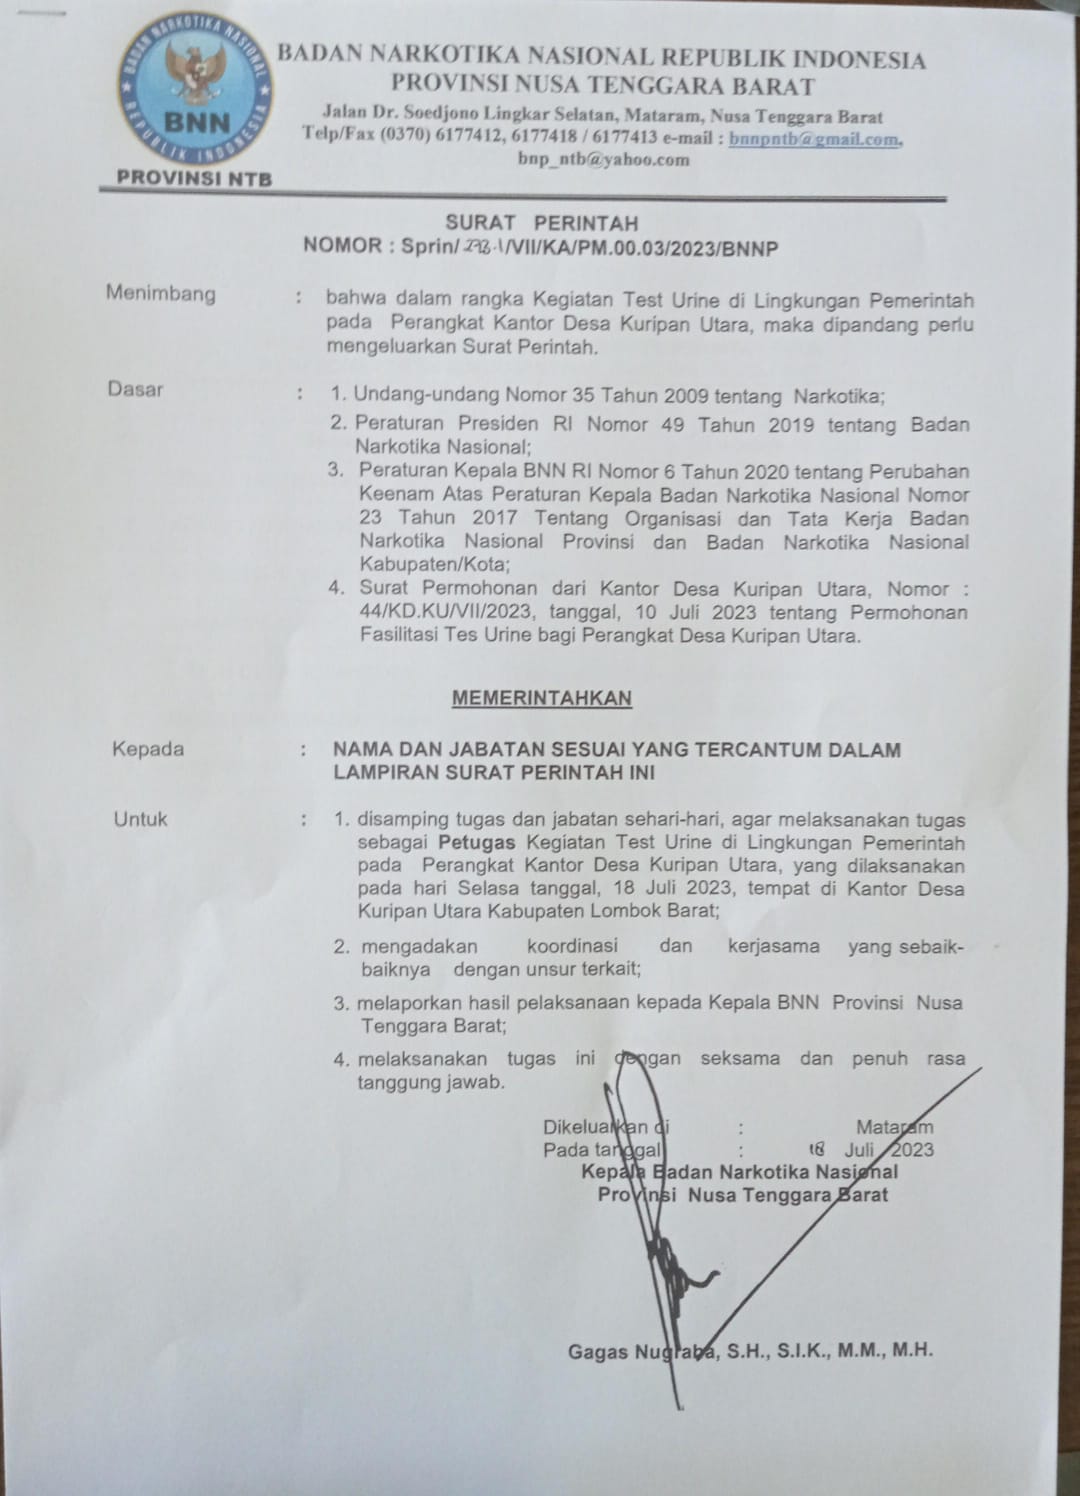 BADAN NARKOTIKA NASIONAL
REPUBLIK INDONESIA
BNN
PROVINSI NTB
BADAN NARKOTIKA NASIONAL REPUBLIK INDONESIA
PROVINSI NUSA TENGGARA BARAT
Jalan Dr. Soedjono Lingkar Selatan, Mataram, Nusa Tenggara Barat
Telp/Fax (0370) 6177412, 6177418 / 6177413 e-mail : bnnpntb@gmail.com,
bnp_ntb@yahoo.com
SURAT PERINTAH
NOMOR : Sprin/ /VII/KA/PM.00.03/2023/BNNP
Menimbang : bahwa dalam rangka Kegiatan Test Urine di Lingkungan Pemerintah
pada Perangkat Kantor Desa Kuripan Utara, maka dipandang perlu
mengeluarkan Surat Perintah.
Dasar : 1. Undang-undang Nomor 35 Tahun 2009 tentang Narkotika;
2. Peraturan Presiden RI Nomor 49 Tahun 2019 tentang Badan
Narkotika Nasional;
3. Peraturan Kepala BNN RI Nomor 6 Tahun 2020 tentang Perubahan
Keenam Atas Peraturan Kepala Badan Narkotika Nasional Nomor
23 Tahun 2017 Tentang Organisasi dan Tata Kerja Badan
Narkotika Nasional Provinsi dan Badan Narkotika Nasional
Kabupaten/Kota;
4. Surat Permohonan dari Kantor Desa Kuripan Utara, Nomor :
44/KD.KU/VII/2023, tanggal, 10 Juli 2023 tentang Permohonan
Fasilitasi Tes Urine bagi Perangkat Desa Kuripan Utara.
MEMERINTAHKAN
Kepada : NAMA DAN JABATAN SESUAI YANG TERCANTUM DALAM
LAMPIRAN SURAT PERINTAH INI
Untuk : 1. disamping tugas dan jabatan sehari-hari, agar melaksanakan tugas
sebagai Petugas Kegiatan Test Urine di Lingkungan Pemerintah
pada Perangkat Kantor Desa Kuripan Utara, yang dilaksanakan
pada hari Selasa tanggal, 18 Juli 2023, tempat di Kantor Desa
Kuripan Utara Kabupaten Lombok Barat;
2. mengadakan koordinasi dan kerjasama yang sebaik-
baiknya dengan unsur terkait;
3. melaporkan hasil pelaksanaan kepada Kepala BNN Provinsi Nusa
Tenggara Barat;
4. melaksanakan tugas ini dengan seksama dan penuh rasa
tanggung jawab.
Dikeluarkan di : Mataram
Pada tanggal : 18 Juli 2023
Kepala Badan Narkotika Nasional
Provinsi Nusa Tenggara Barat
Gagas Nugraha, S.H., S.I.K., M.M., M.H.